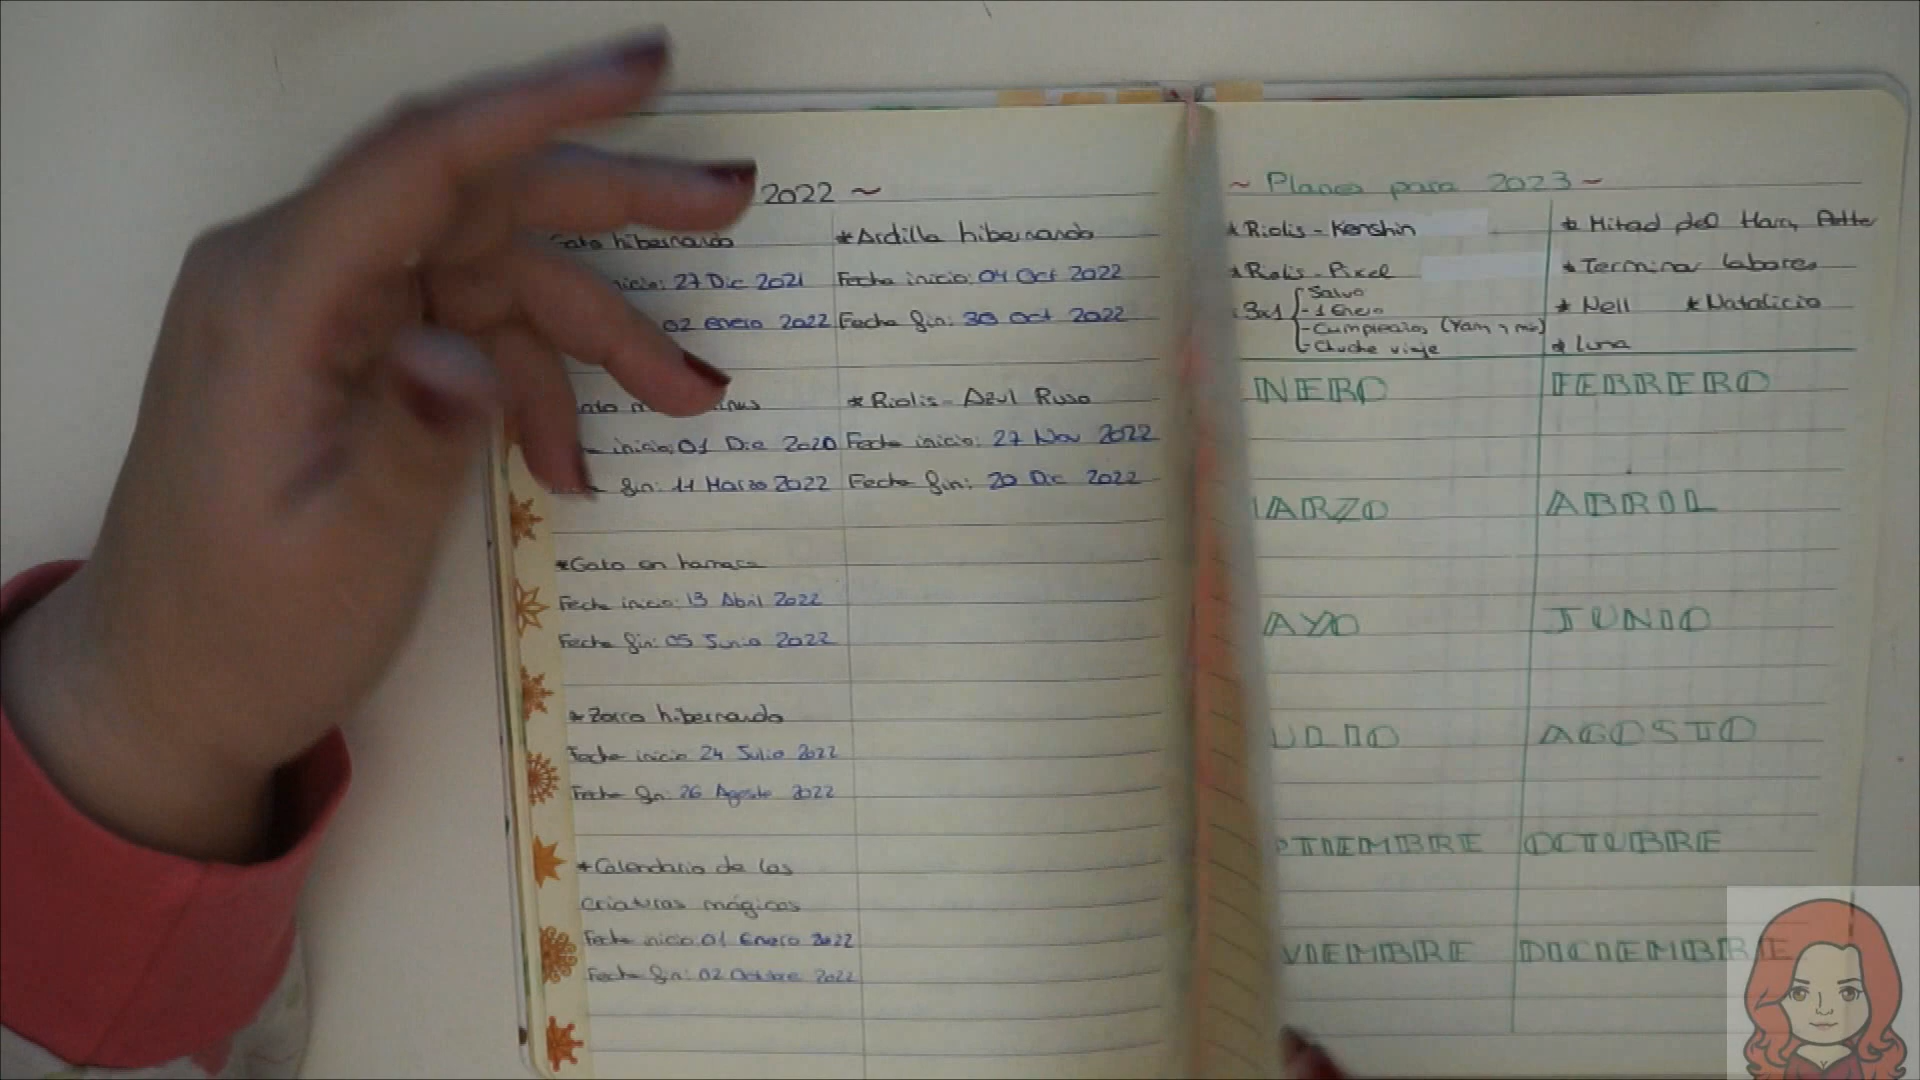 2022 ~
Gato hibernando
inicio: 27 Dic 2021
02 enero 2022
inicio: 01 Dic 2020
fin: 11 Marzo 2022
*Gato en hamaca
Fecha inicio: 13 Abril 2022
Fecha fin: 05 Junio 2022
*Zorro hibernando
Fecha inicio 24 Julio 2022
Fecha fin: 26 Agosto 2022
*Calendario de las
criaturas mágicas
Fecha inicio: 01 Enero 2022
Fecha fin: 02 Octubre 2022
*Ardilla hibernando
Fecha inicio: 04 Oct 2022
Fecha fin: 30 Oct 2022
*Riolis - Azul Ruso
Fecha inicio: 27 Nov 2022
Fecha fin: 20 Dic 2022
~ Planes para 2023 ~
*Riolis - Kenshin
*Riolis - Pixel
3x1
Salvo
- 1 Enero
- Cumpleaños (Yam y mio)
- Chuche viaje
* Mitad del Harry Potter
* Terminar labores
* Nell * Natalicio
* Luna
NERO FEBRERO
ARZO ABRIL
AYO JUNIO
ULIO AGOSTO
PTIEMBRE OCTUBRE
VIEMBRE DICIEMBRE